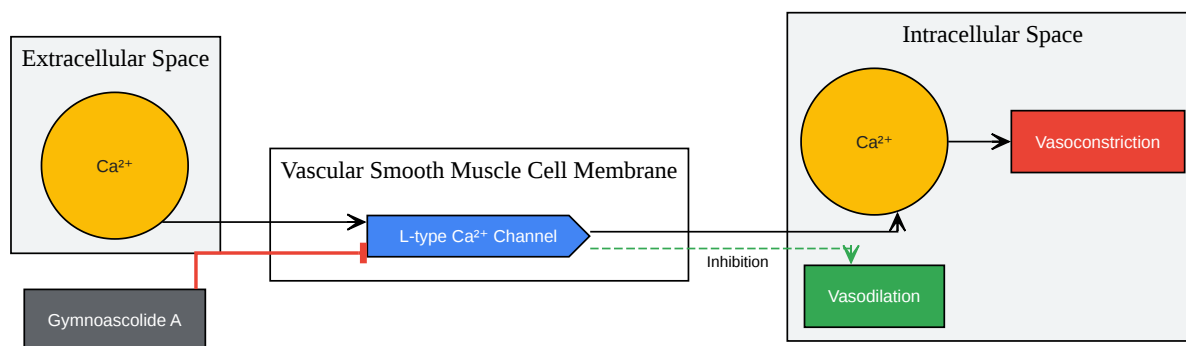 Extracellular Space
Ca²⁺
Gymnoascolide A
Vascular Smooth Muscle Cell Membrane
L-type Ca²⁺ Channel
Inhibition
Intracellular Space
Ca²⁺
Vasoconstriction
Vasodilation